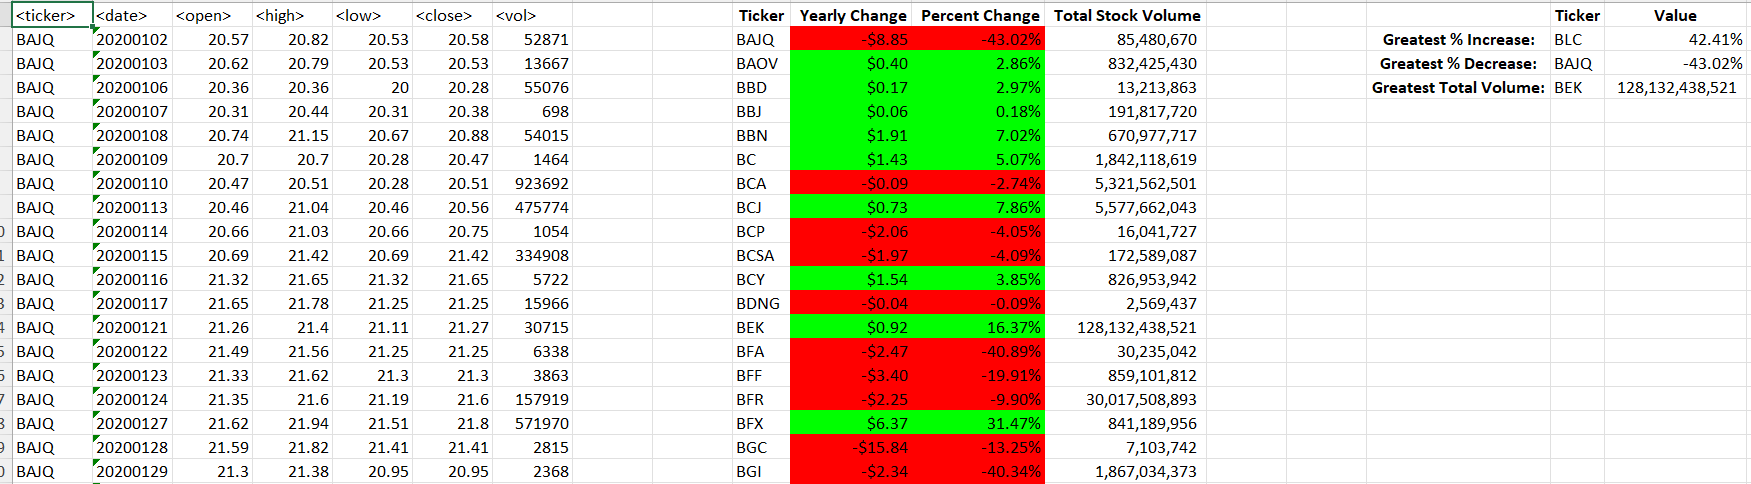 <ticker> <date> <open> <high> <low> <close> <vol> Ticker Yearly Change Percent Change Total Stock Volume Ticker Value
BAJQ 20200102 20.57 20.82 20.53 20.58 52871 BAJQ -$8.85 -43.02% 85,480,670 Greatest % Increase: BLC 42.41%
BAJQ 20200103 20.62 20.79 20.53 20.53 13667 BAOV $0.40 2.86% 832,425,430 Greatest % Decrease: BAJQ -43.02%
BAJQ 20200106 20.36 20.36 20 20.28 55076 BBD $0.17 2.97% 13,213,863 Greatest Total Volume: BEK 128,132,438,521
BAJQ 20200107 20.31 20.44 20.31 20.38 698 BBJ $0.06 0.18% 191,817,720
BAJQ 20200108 20.74 21.15 20.67 20.88 54015 BBN $1.91 7.02% 670,977,717
BAJQ 20200109 20.7 20.7 20.28 20.47 1464 BC $1.43 5.07% 1,842,118,619
BAJQ 20200110 20.47 20.51 20.28 20.51 923692 BCA -$0.09 -2.74% 5,321,562,501
BAJQ 20200113 20.46 21.04 20.46 20.56 475774 BCJ $0.73 7.86% 5,577,662,043
BAJQ 20200114 20.66 21.03 20.66 20.75 1054 BCP -$2.06 -4.05% 16,041,727
BAJQ 20200115 20.69 21.42 20.69 21.42 334908 BCSA -$1.97 -4.09% 172,589,087
BAJQ 20200116 21.32 21.65 21.32 21.65 5722 BCY $1.54 3.85% 826,953,942
BAJQ 20200117 21.65 21.78 21.25 21.25 15966 BDNG -$0.04 -0.09% 2,569,437
BAJQ 20200121 21.26 21.4 21.11 21.27 30715 BEK $0.92 16.37% 128,132,438,521
BAJQ 20200122 21.49 21.56 21.25 21.25 6338 BFA -$2.47 -40.89% 30,235,042
BAJQ 20200123 21.33 21.62 21.3 21.3 3863 BFF -$3.40 -19.91% 859,101,812
BAJQ 20200124 21.35 21.6 21.19 21.6 157919 BFR -$2.25 -9.90% 30,017,508,893
BAJQ 20200127 21.62 21.94 21.51 21.8 571970 BFX $6.37 31.47% 841,189,956
BAJQ 20200128 21.59 21.82 21.41 21.41 2815 BGC -$15.84 -13.25% 7,103,742
BAJQ 20200129 21.3 21.38 20.95 20.95 2368 BGI -$2.34 -40.34% 1,867,034,373